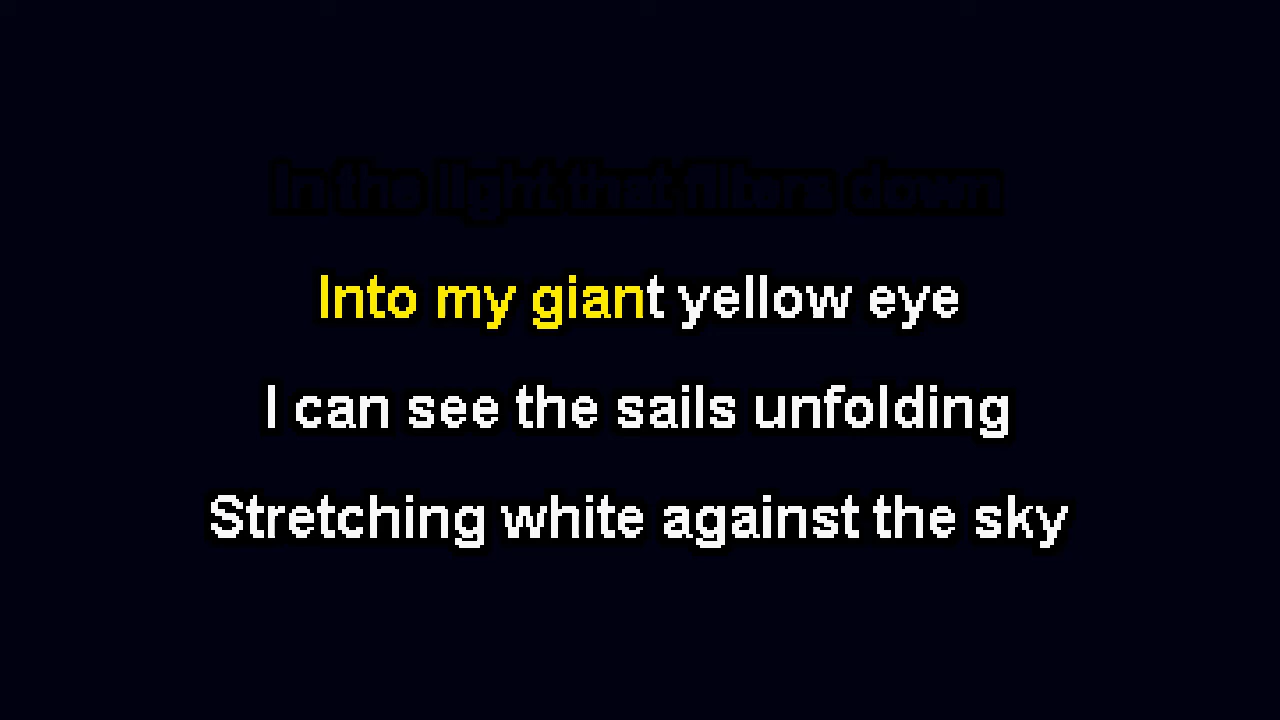 In the light that filters down
Into my giant yellow eye
I can see the sails unfolding
Stretching white against the sky